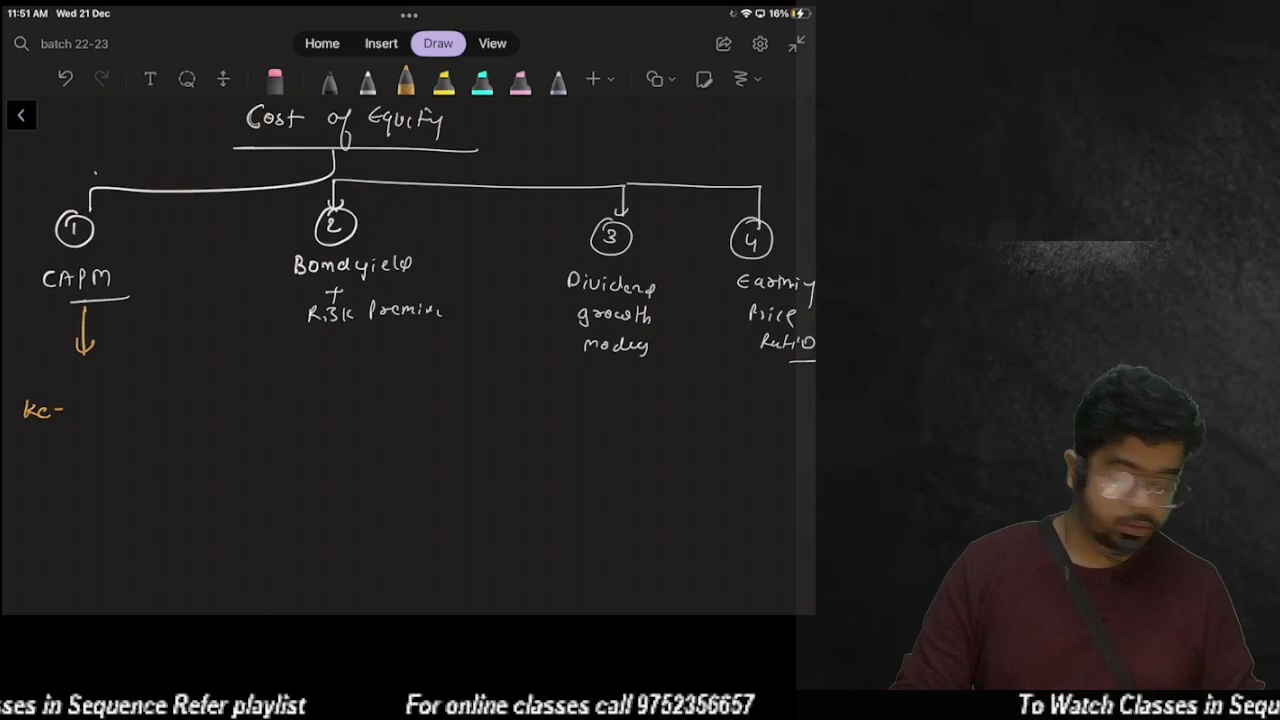 11:51 AM Wed 21 Dec
16%
batch 22-23
Home Insert Draw View
Cost of Equity
1 2 3 4
CAPM
Bondyield
+
Risk Premium
Dividend
growth
model
Earning
Price
Ratio
Ke-
sses in Sequence Refer playlist For online classes call 9752356657 To Watch Classes in Sequ